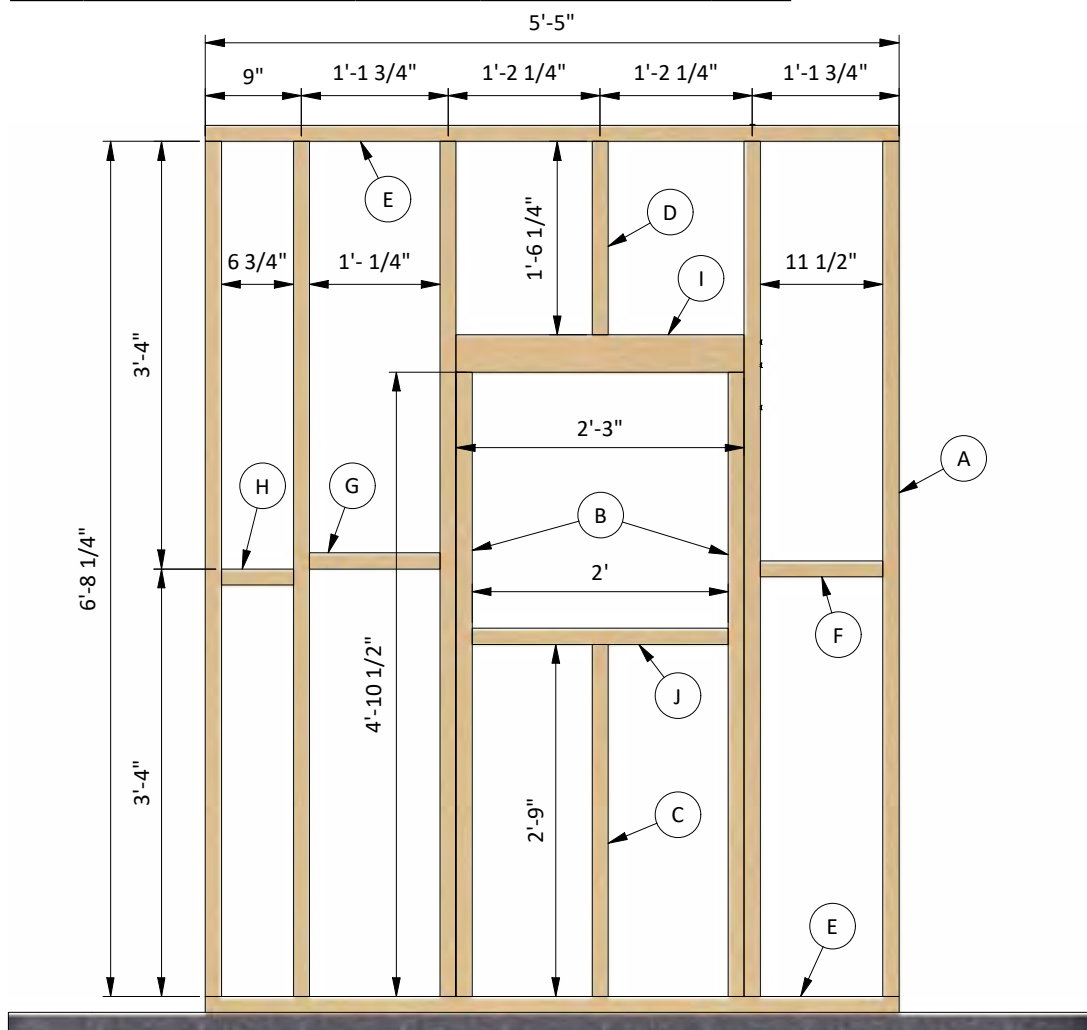 5'-5"
9" 1'-1 3/4" 1'-2 1/4" 1'-2 1/4" 1'-1 3/4"
E
D
1'-6 1/4"
6 3/4" 1'- 1/4" I 11 1/2"
3'-4"
2'-3"
A
H G
B
6'-8 1/4"
2'
F
4'-10 1/2"
J
3'-4"
2'-9"
C
E